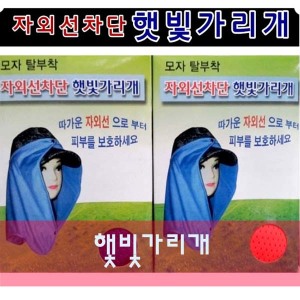 자외선차단 햇빛가리개
모자 탈부착
자외선차단 햇빛가리개
따가운 자외선 으로 부터
피부를 보호하세요
모자 탈부착
자외선차단 햇빛가리개
따가운 자외선 으로 부터
피부를 보호하세요
햇빛가리개